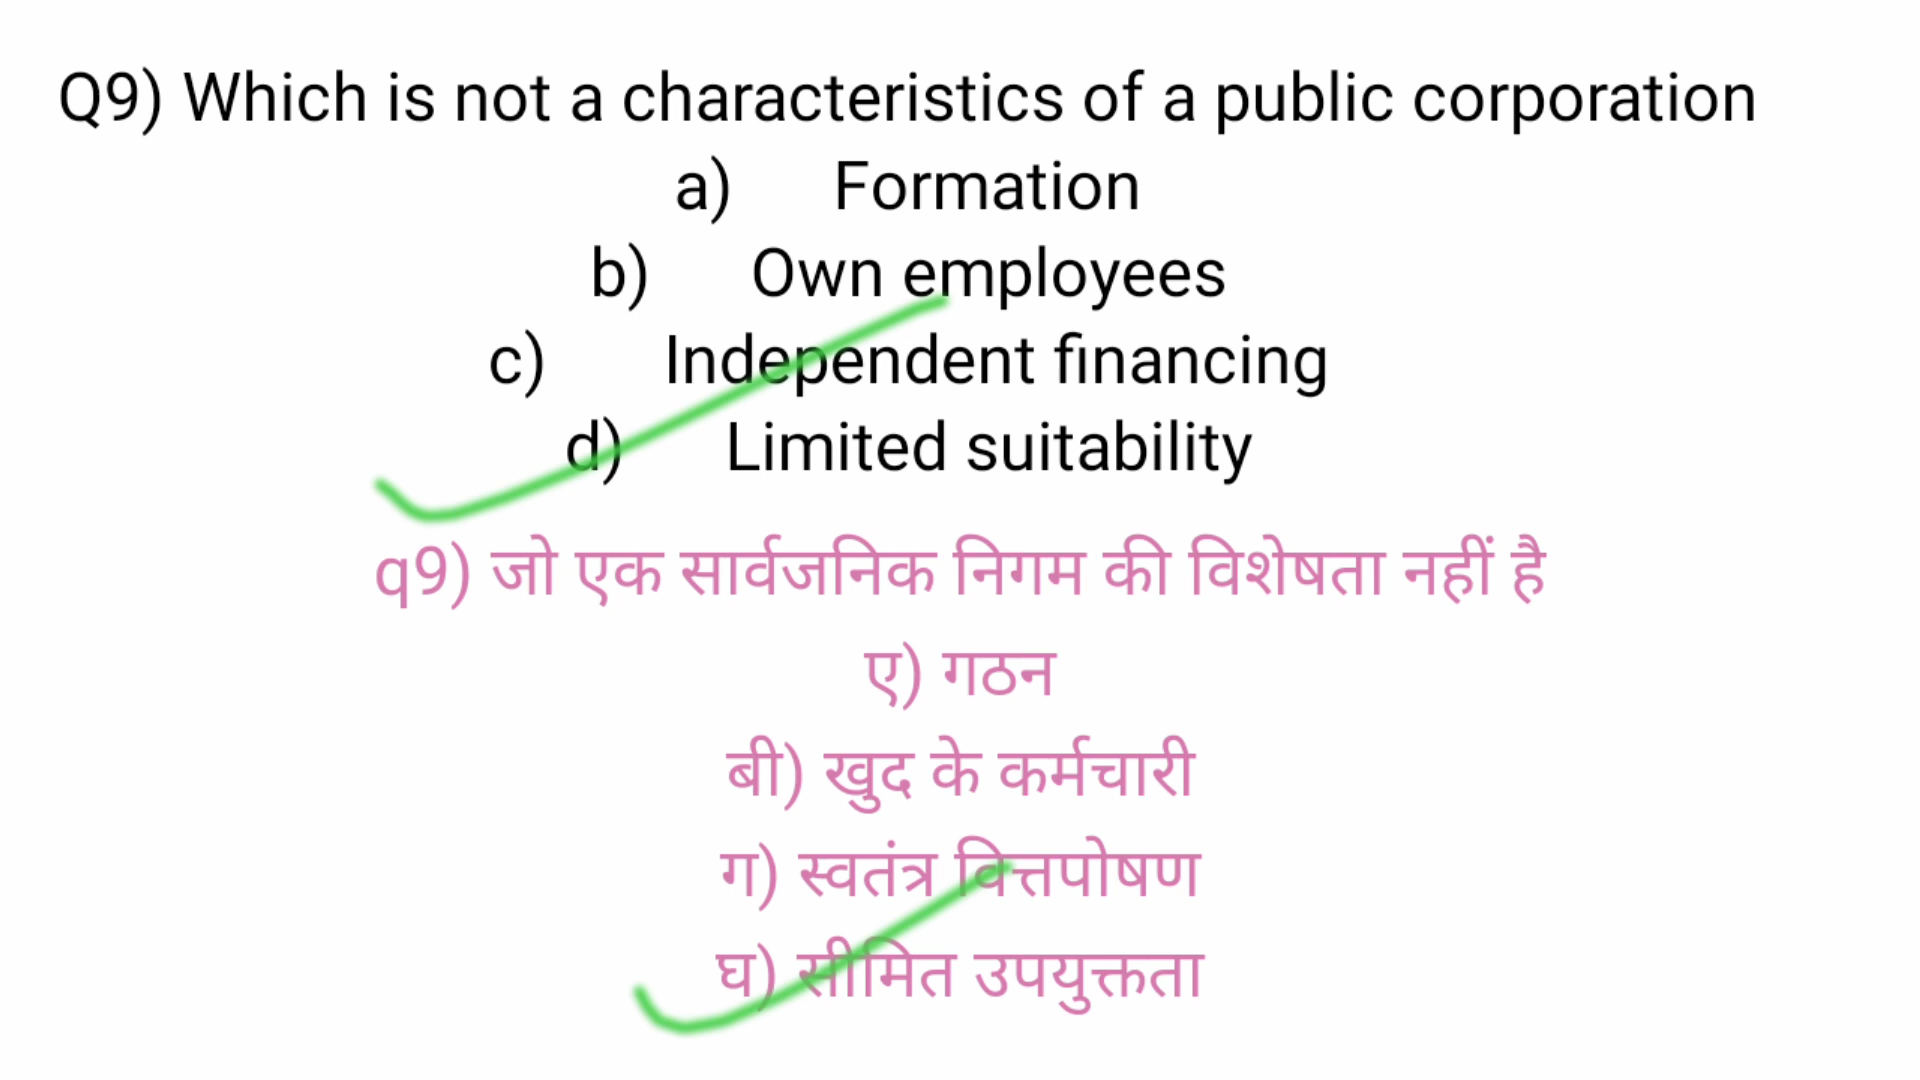 Q9) Which is not a characteristics of a public corporation
a) Formation
b) Own employees
c) Independent financing
d) Limited suitability
q9) जो एक सार्वजनिक निगम की विशेषता नहीं है
ए) गठन
बी) खुद के कर्मचारी
ग) स्वतंत्र वित्तपोषण
घ) सीमित उपयुक्तता